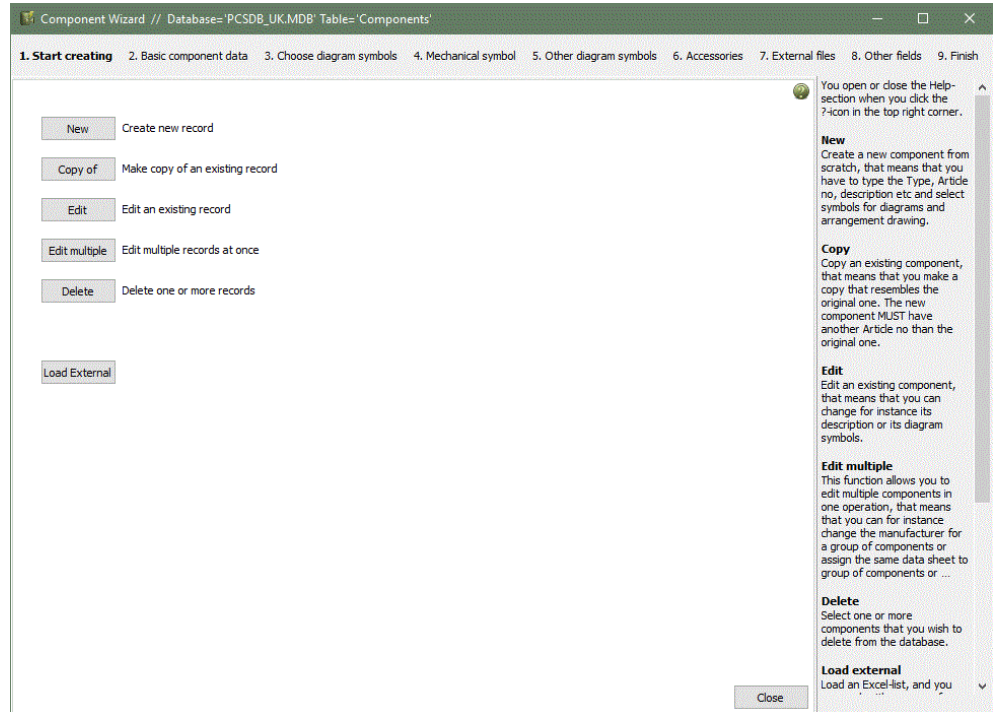 Component Wizard // Database='PCSDB_UK.MDB' Table='Components'
1. Start creating 2. Basic component data 3. Choose diagram symbols 4. Mechanical symbol 5. Other diagram symbols 6. Accessories 7. External files 8. Other fields 9. Finish
New Create new record
Copy of Make copy of an existing record
Edit Edit an existing record
Edit multiple Edit multiple records at once
Delete Delete one or more records
Load External
Close
You open or close the Help-
section when you click the
?-icon in the top right corner.
New
Create a new component from
scratch, that means that you
have to type the Type, Article
no, description etc and select
symbols for diagrams and
arrangement drawing.
Copy
Copy an existing component,
that means that you make a
copy that resembles the
original one. The new
component MUST have
another Article no than the
original one.
Edit
Edit an existing component,
that means that you can
change for instance its
description or its diagram
symbols.
Edit multiple
This function allows you to
edit multiple components in
one operation, that means
that you can for instance
change the manufacturer for
a group of components or
assign the same data sheet to
group of components or ...
Delete
Select one or more
components that you wish to
delete from the database.
Load external
Load an Excel-list, and you